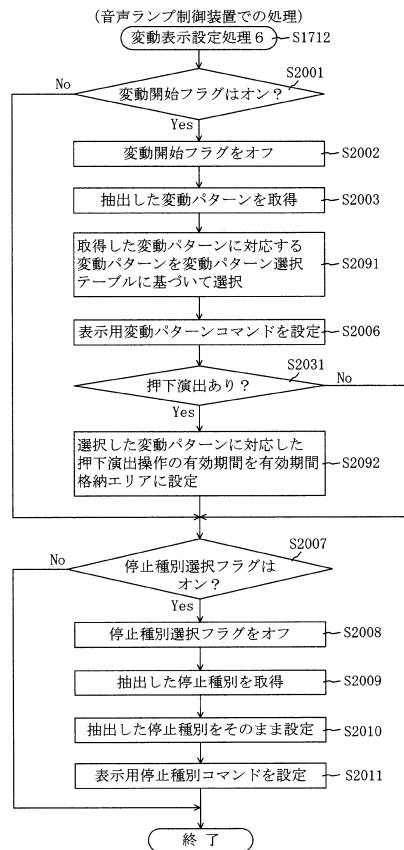 (音声ランプ制御装置での処理)
変動表示設定処理6
S1712
S2001
No
変動開始フラグはオン?
Yes
変動開始フラグをオフ
S2002
抽出した変動パターンを取得
S2003
取得した変動パターンに対応する
変動パターンを変動パターン選択
テーブルに基づいて選択
S2091
表示用変動パターンコマンドを設定
S2006
S2031
押下演出あり?
No
Yes
選択した変動パターンに対応した
押下演出操作の有効期間を有効期間
格納エリアに設定
S2092
S2007
No
停止種別選択フラグは
オン?
Yes
停止種別選択フラグをオフ
S2008
抽出した停止種別を取得
S2009
抽出した停止種別をそのまま設定
S2010
表示用停止種別コマンドを設定
S2011
終了